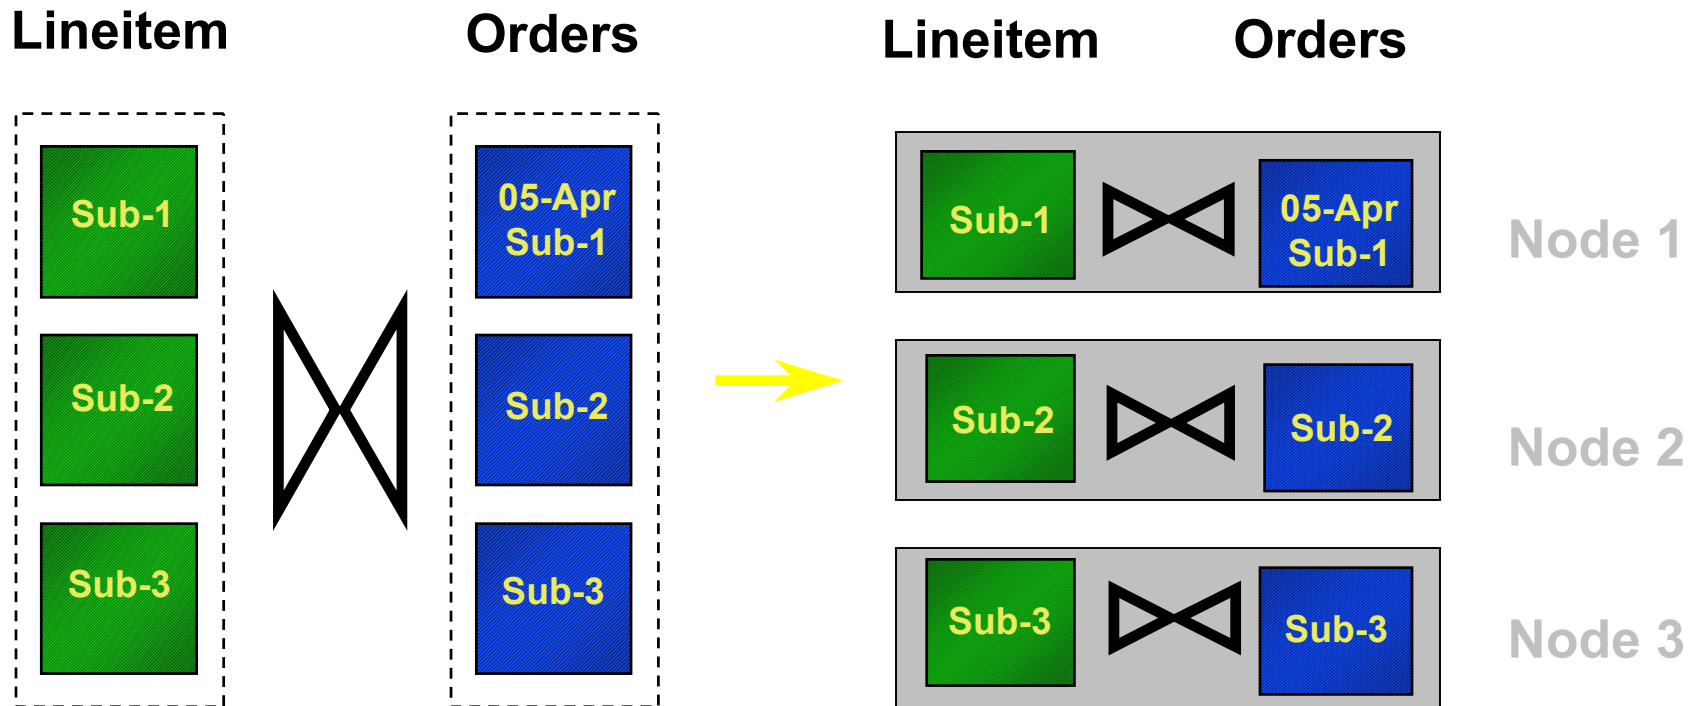 Lineitem
Orders
Lineitem
Orders
Sub-1
05-Apr
Sub-1
Sub-2
Sub-2
Sub-3
Sub-3
Sub-1
05-Apr
Sub-1
Node 1
Sub-2
Sub-2
Node 2
Sub-3
Sub-3
Node 3